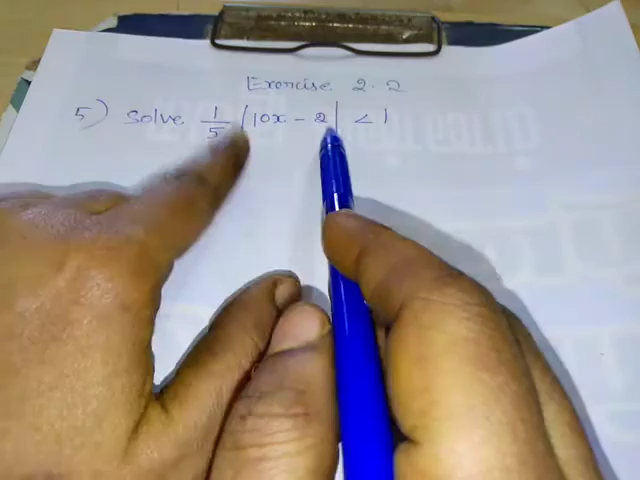 Exercise 2.2
5) Solve 1/5 |10x - 2| < 1